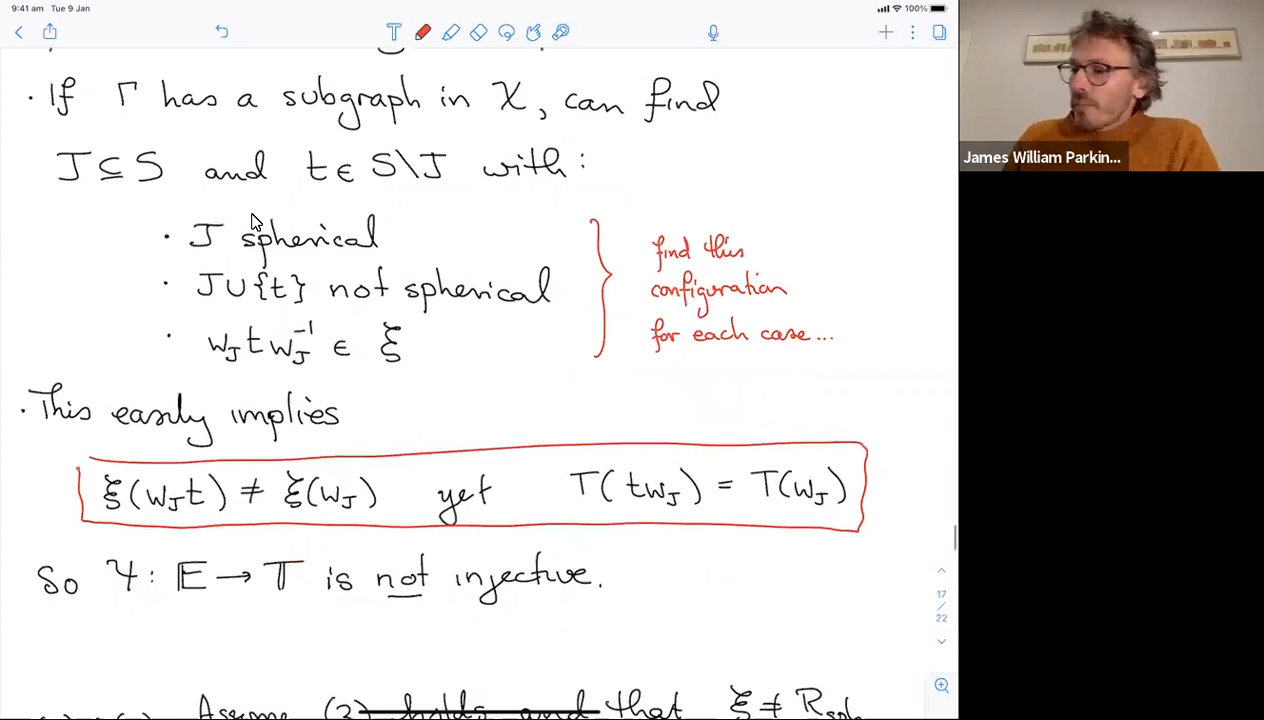 9:41 am Tue 9 Jan
100%
· If Γ has a subgraph in χ, can find
J ⊆ S and t ∈ S\J with:
· J spherical
· J∪{t} not spherical
· w_J t w_J^{-1} ∈ ξ
find this
configuration
for each case...
· This easily implies
ξ(w_J t) ≠ ξ(w_J) yet T(t w_J) = T(w_J)
So Ψ: 𝔼 → 𝕋 is not injective.
Assume (2) holds and that ξ ≠ R_sph
17
/
22
James William Parkin...